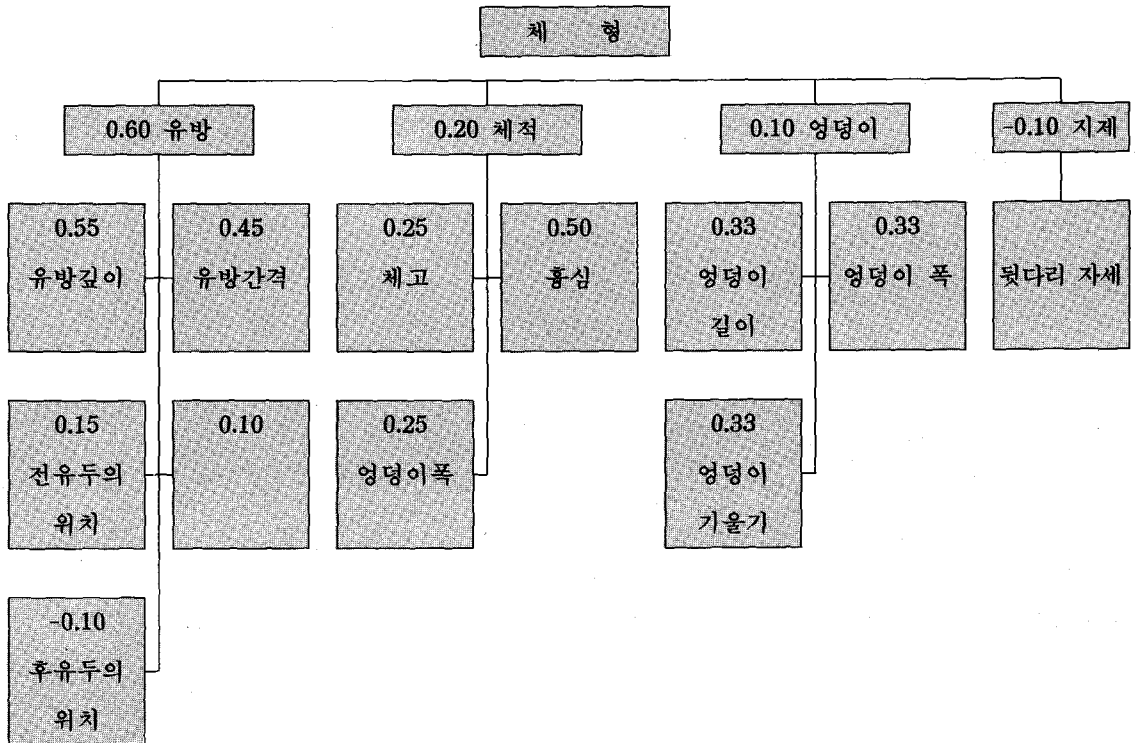 체 형
0.60 유방
0.20 체적
0.10 엉덩이
-0.10 지제
0.55
유방깊이
0.45
유방간격
0.25
체고
0.50
흉심
0.33
엉덩이
길이
0.33
엉덩이 폭
뒷다리 자세
0.15
전유두의
위치
0.10
0.25
엉덩이폭
0.33
엉덩이
기울기
-0.10
후유두의
위치